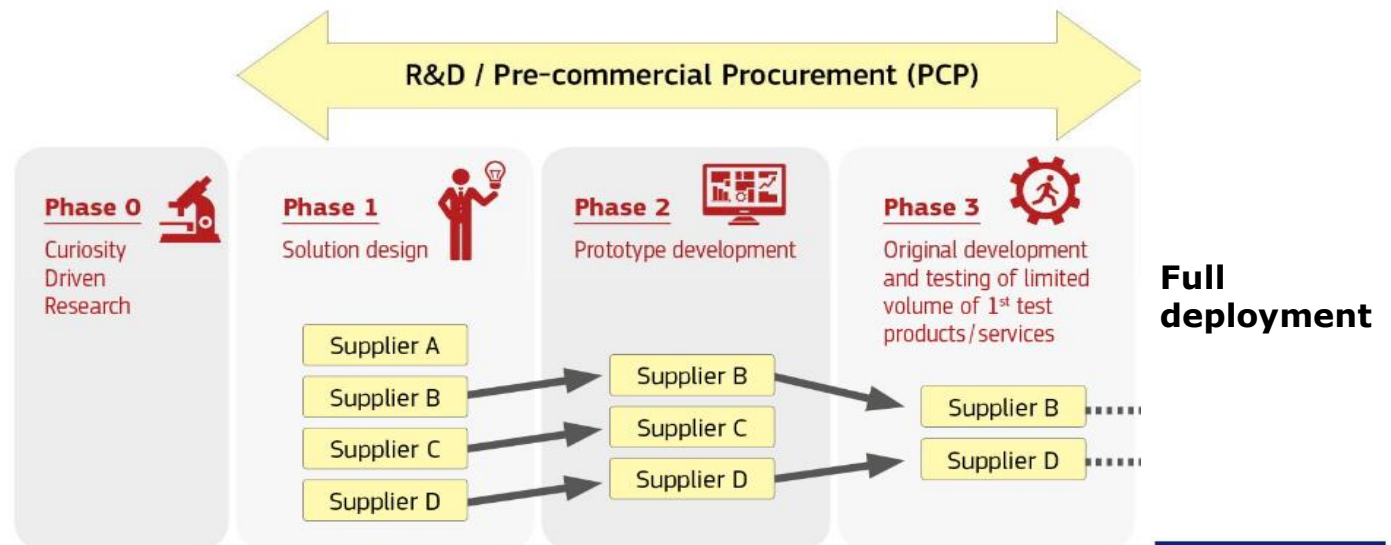 R&D / Pre-commercial Procurement (PCP)
Phase 0
Curiosity
Driven
Research
Phase 1
Solution design
Supplier A
Supplier B
Supplier C
Supplier D
Phase 2
Prototype development
Supplier B
Supplier C
Supplier D
Phase 3
Original development
and testing of limited
volume of 1st test
products/services
Supplier B
Supplier D
Full
deployment